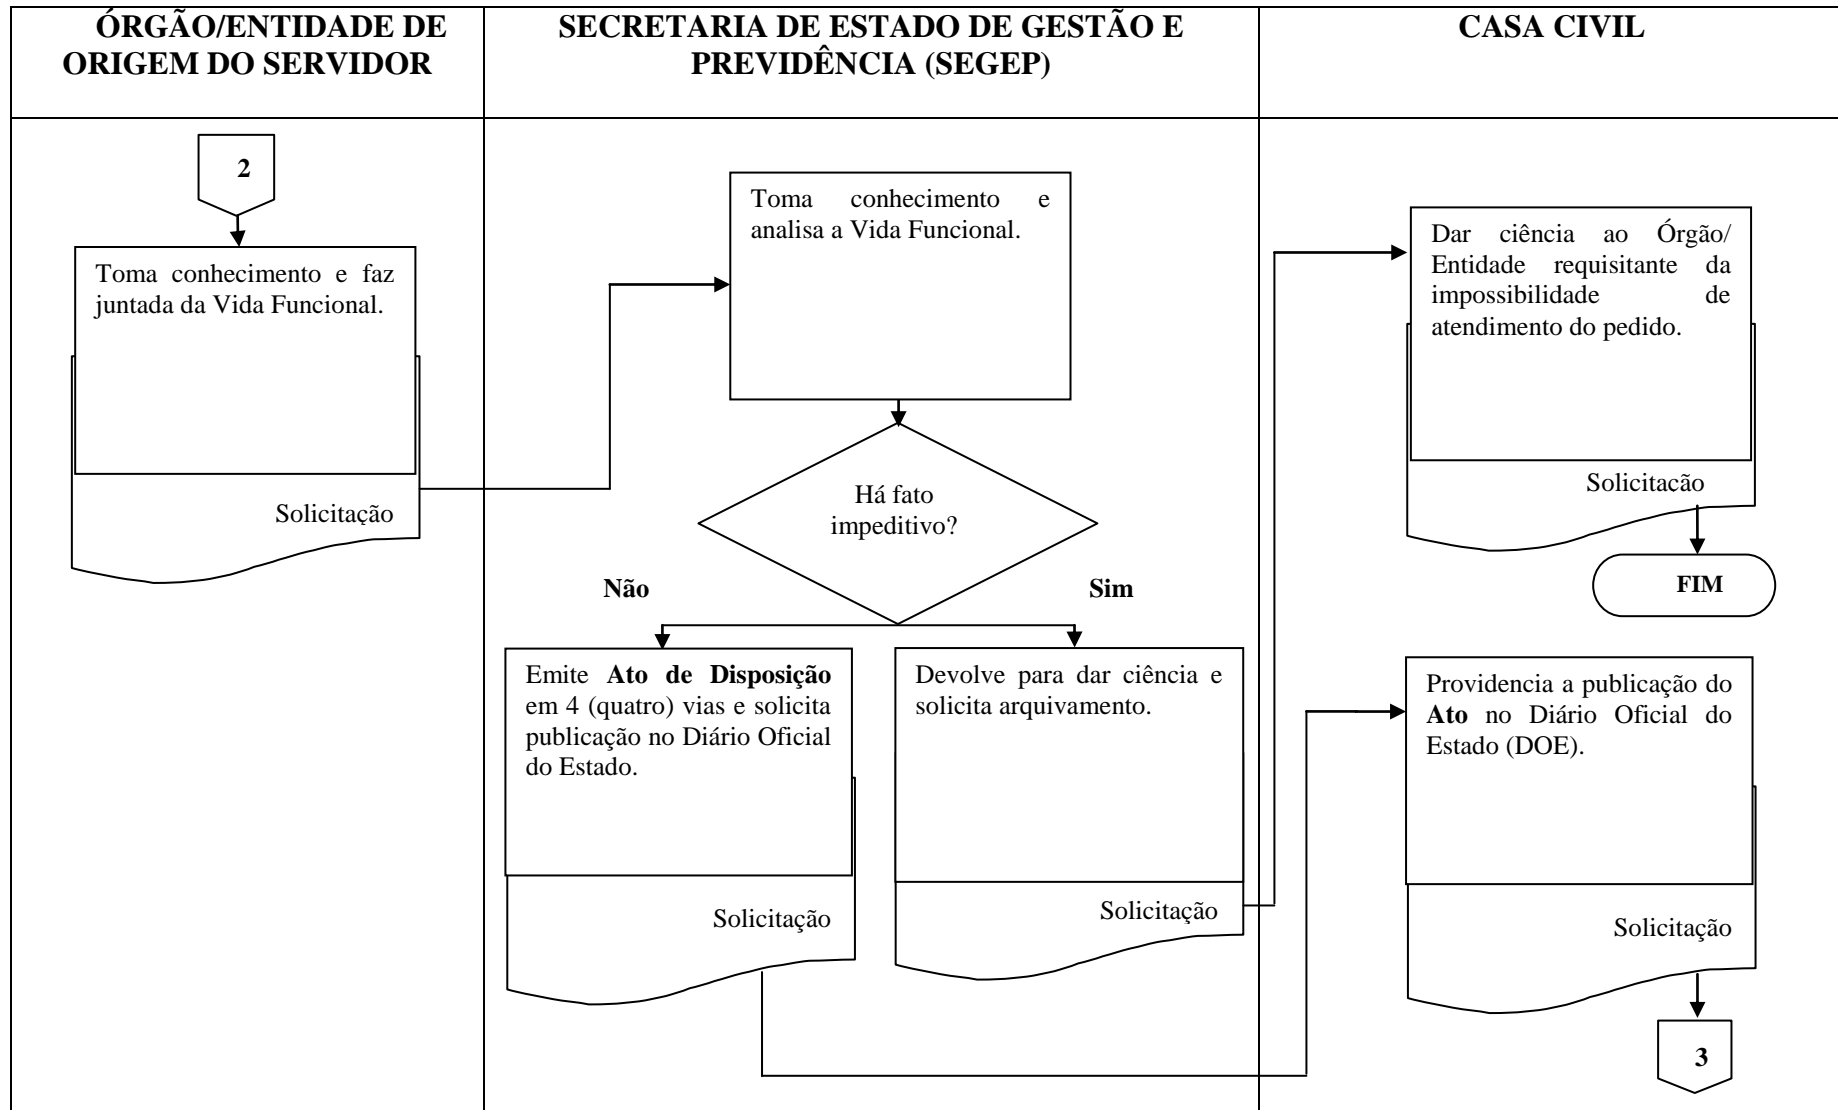 ÓRGÃO/ENTIDADE DE
ORIGEM DO SERVIDOR
SECRETARIA DE ESTADO DE GESTÃO E
PREVIDÊNCIA (SEGEP)
CASA CIVIL
2
Toma conhecimento e faz
juntada da Vida Funcional.
Solicitação
Toma conhecimento e
analisa a Vida Funcional.
Há fato
impeditivo?
Não
Sim
Emite Ato de Disposição
em 4 (quatro) vias e solicita
publicação no Diário Oficial
do Estado.
Solicitação
Devolve para dar ciência e
solicita arquivamento.
Solicitação
Dar ciência ao Órgão/
Entidade requisitante da
impossibilidade de
atendimento do pedido.
Solicitacão
FIM
Providencia a publicação do
Ato no Diário Oficial do
Estado (DOE).
Solicitação
3